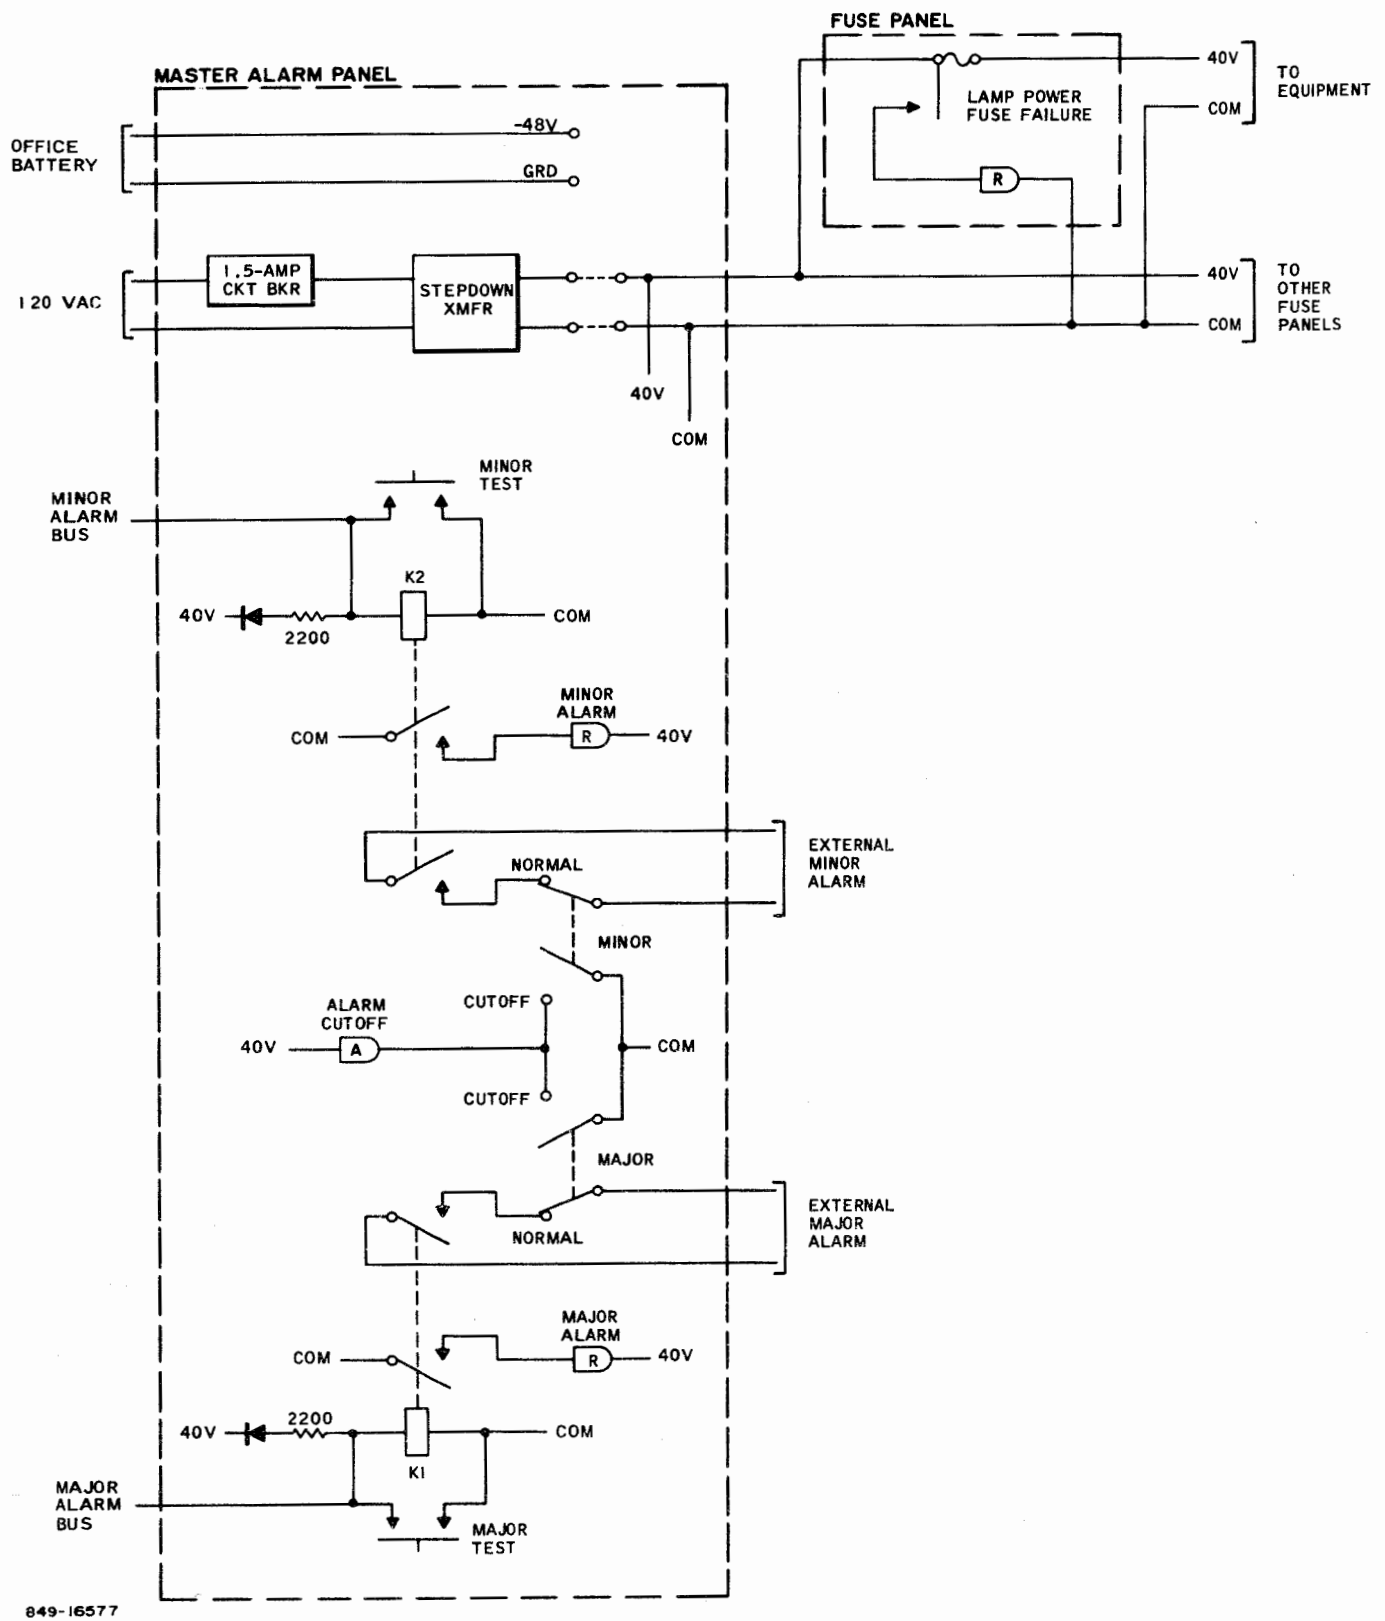 FUSE PANEL
MASTER ALARM PANEL
40V
COM
TO
EQUIPMENT
LAMP POWER
FUSE FAILURE
R
OFFICE
BATTERY
-48V
GRD
120 VAC
1.5-AMP
CKT BKR
STEPDOWN
XMFR
40V
COM
40V
COM
TO
OTHER
FUSE
PANELS
MINOR
TEST
MINOR
ALARM
BUS
K2
40V
2200
COM
MINOR
ALARM
COM
R
40V
EXTERNAL
MINOR
ALARM
NORMAL
MINOR
CUTOFF
ALARM
CUTOFF
40V
A
COM
CUTOFF
MAJOR
NORMAL
EXTERNAL
MAJOR
ALARM
MAJOR
ALARM
COM
R
40V
40V
2200
COM
K1
MAJOR
ALARM
BUS
MAJOR
TEST
849-16577